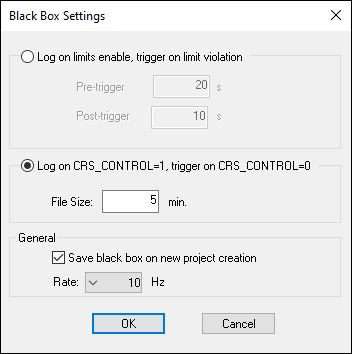 Black Box Settings
Log on limits enable, trigger on limit violation
Pre-trigger 20 s
Post-trigger 10 s
Log on CRS_CONTROL=1, trigger on CRS_CONTROL=0
File Size: 5 min.
General
Save black box on new project creation
Rate: 10 Hz
OK Cancel